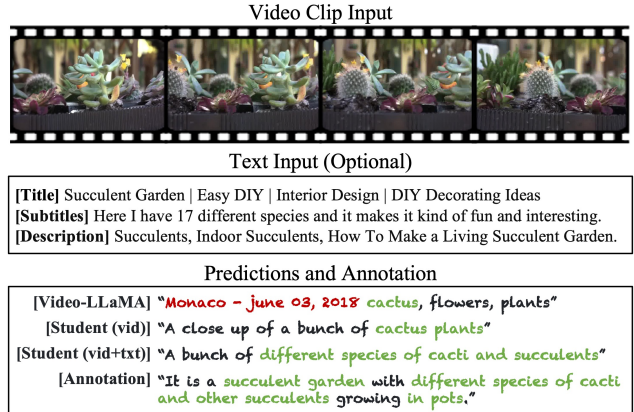 Video Clip Input
Text Input (Optional)
[Title] Succulent Garden | Easy DIY | Interior Design | DIY Decorating Ideas
[Subtitles] Here I have 17 different species and it makes it kind of fun and interesting.
[Description] Succulents, Indoor Succulents, How To Make a Living Succulent Garden.
Predictions and Annotation
[Video-LLaMA] “Monaco - june 03, 2018 cactus, flowers, plants”
[Student (vid)] “A close up of a bunch of cactus plants”
[Student (vid+txt)] “A bunch of different species of cacti and succulents”
[Annotation] “It is a succulent garden with different species of cacti
and other succulents growing in pots.”